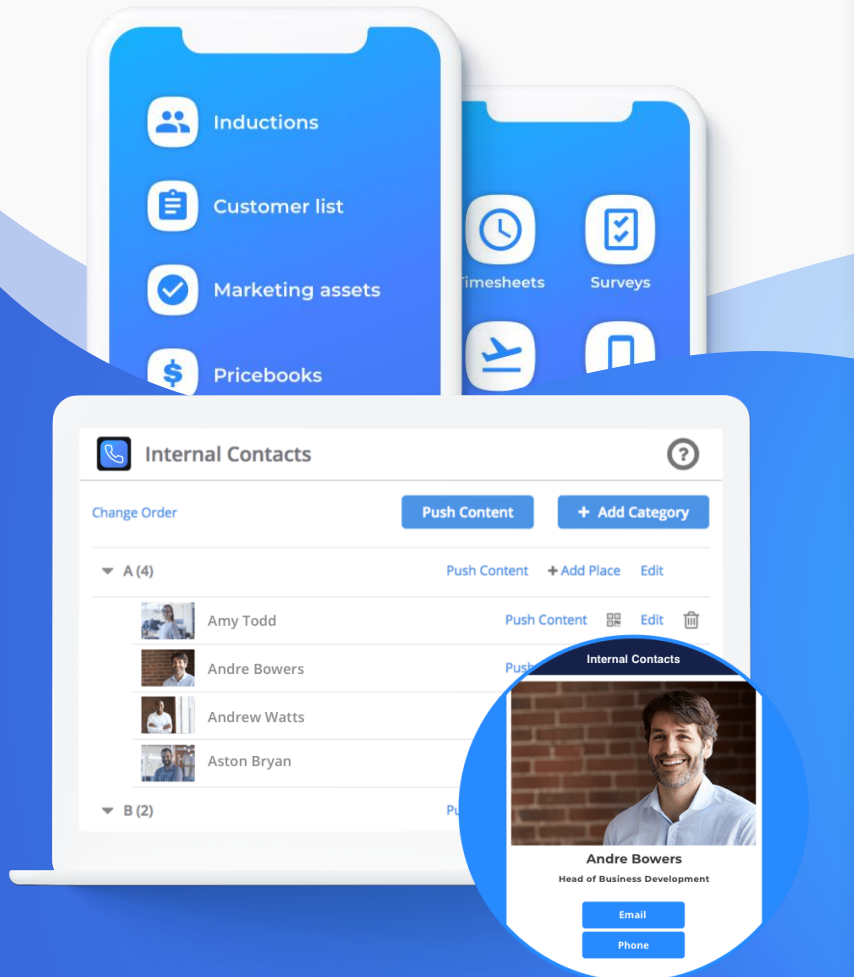 Inductions
Customer list
Marketing assets
Pricebooks
Timesheets
Surveys
Internal Contacts
?
Change Order
Push Content
+ Add Category
A (4)
Push Content
+ Add Place
Edit
Amy Todd
Push Content
Edit
Andre Bowers
Andrew Watts
Aston Bryan
B (2)
Internal Contacts
Andre Bowers
Head of Business Development
Email
Phone